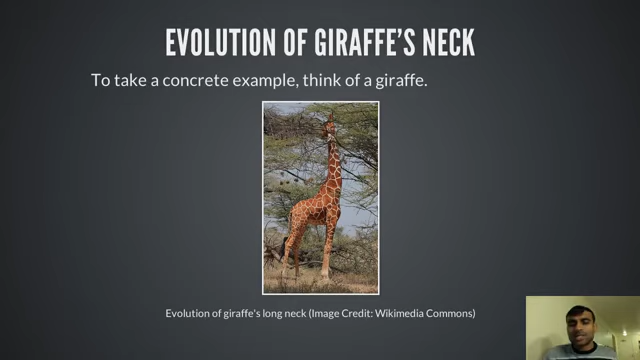 EVOLUTION OF GIRAFFE'S NECK
To take a concrete example, think of a giraffe.
Evolution of giraffe's long neck (Image Credit: Wikimedia Commons)